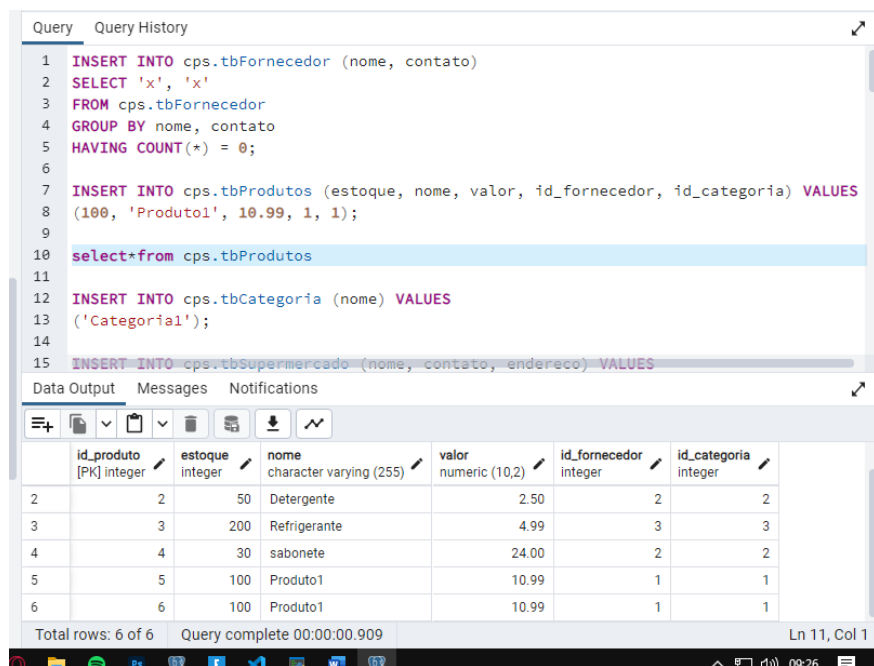 Query Query History
1 INSERT INTO cps.tbFornecedor (nome, contato)
2 SELECT 'x', 'x'
3 FROM cps.tbFornecedor
4 GROUP BY nome, contato
5 HAVING COUNT(*) = 0;
6
7 INSERT INTO cps.tbProdutos (estoque, nome, valor, id_fornecedor, id_categoria) VALUES
8 (100, 'Produto1', 10.99, 1, 1);
9
10 select*from cps.tbProdutos
11
12 INSERT INTO cps.tbCategoria (nome) VALUES
13 ('Categoria1');
14
15 INSERT INTO cps.tbSupermercado (nome, contato, endereco) VALUES
Data Output Messages Notifications
id_produto estoque nome valor id_fornecedor id_categoria
[PK] integer integer character varying (255) numeric (10,2) integer integer
2 2 50 Detergente 2.50 2 2
3 3 200 Refrigerante 4.99 3 3
4 4 30 sabonete 24.00 2 2
5 5 100 Produto1 10.99 1 1
6 6 100 Produto1 10.99 1 1
Total rows: 6 of 6 Query complete 00:00:00.909 Ln 11, Col 1
Ps W 09:26